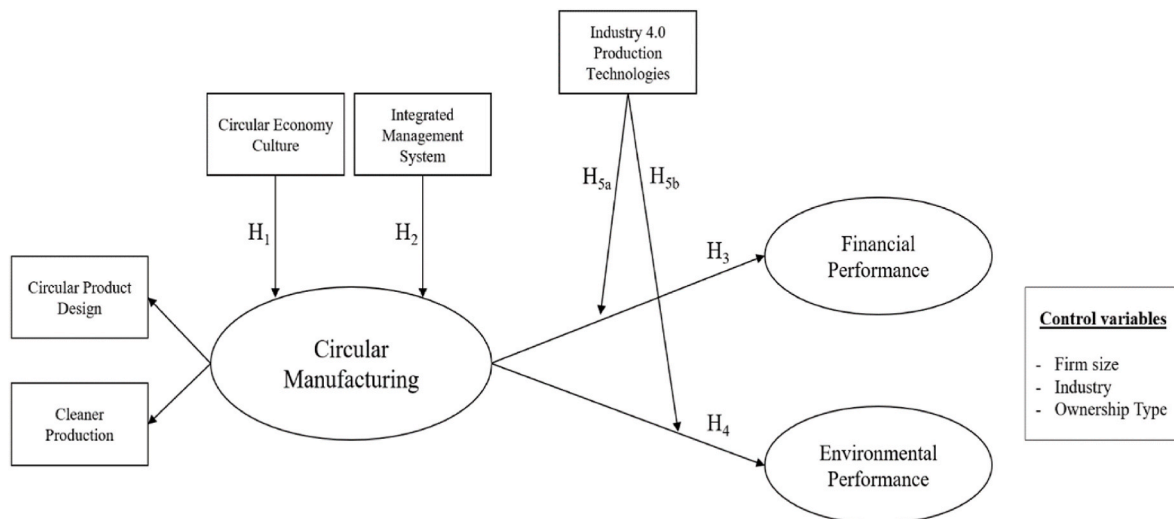 Industry 4.0
Production
Technologies
Circular Economy
Culture
Integrated
Management
System
H5a
H5b
H1
H2
H3
Financial
Performance
Circular Product
Design
Circular
Manufacturing
Control variables
- Firm size
- Industry
- Ownership Type
Cleaner
Production
H4
Environmental
Performance